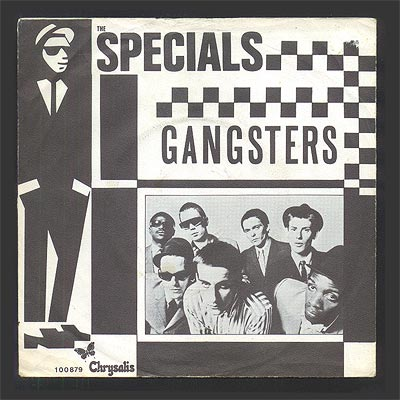 THE SPECIALS
GANGSTERS
100879 Chrysalis